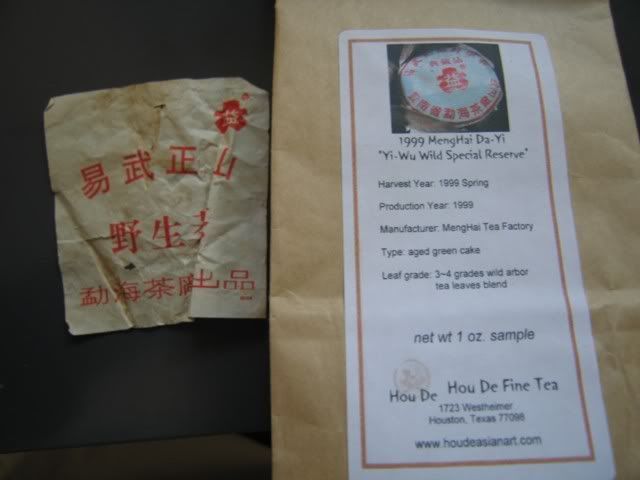 益
易武正山
野生茶
勐海茶廠出品
1999 MengHai Da-Yi
"Yi-Wu Wild Special Reserve"
Harvest Year: 1999 Spring
Production Year: 1999
Manufacturer: MengHai Tea Factory
Type: aged green cake
Leaf grade: 3~4 grades wild arbor
tea leaves blend
net wt 1 oz. sample
Hou De Hou De Fine Tea
1723 Westheimer
Houston, Texas 77098
www.houdeasianart.com